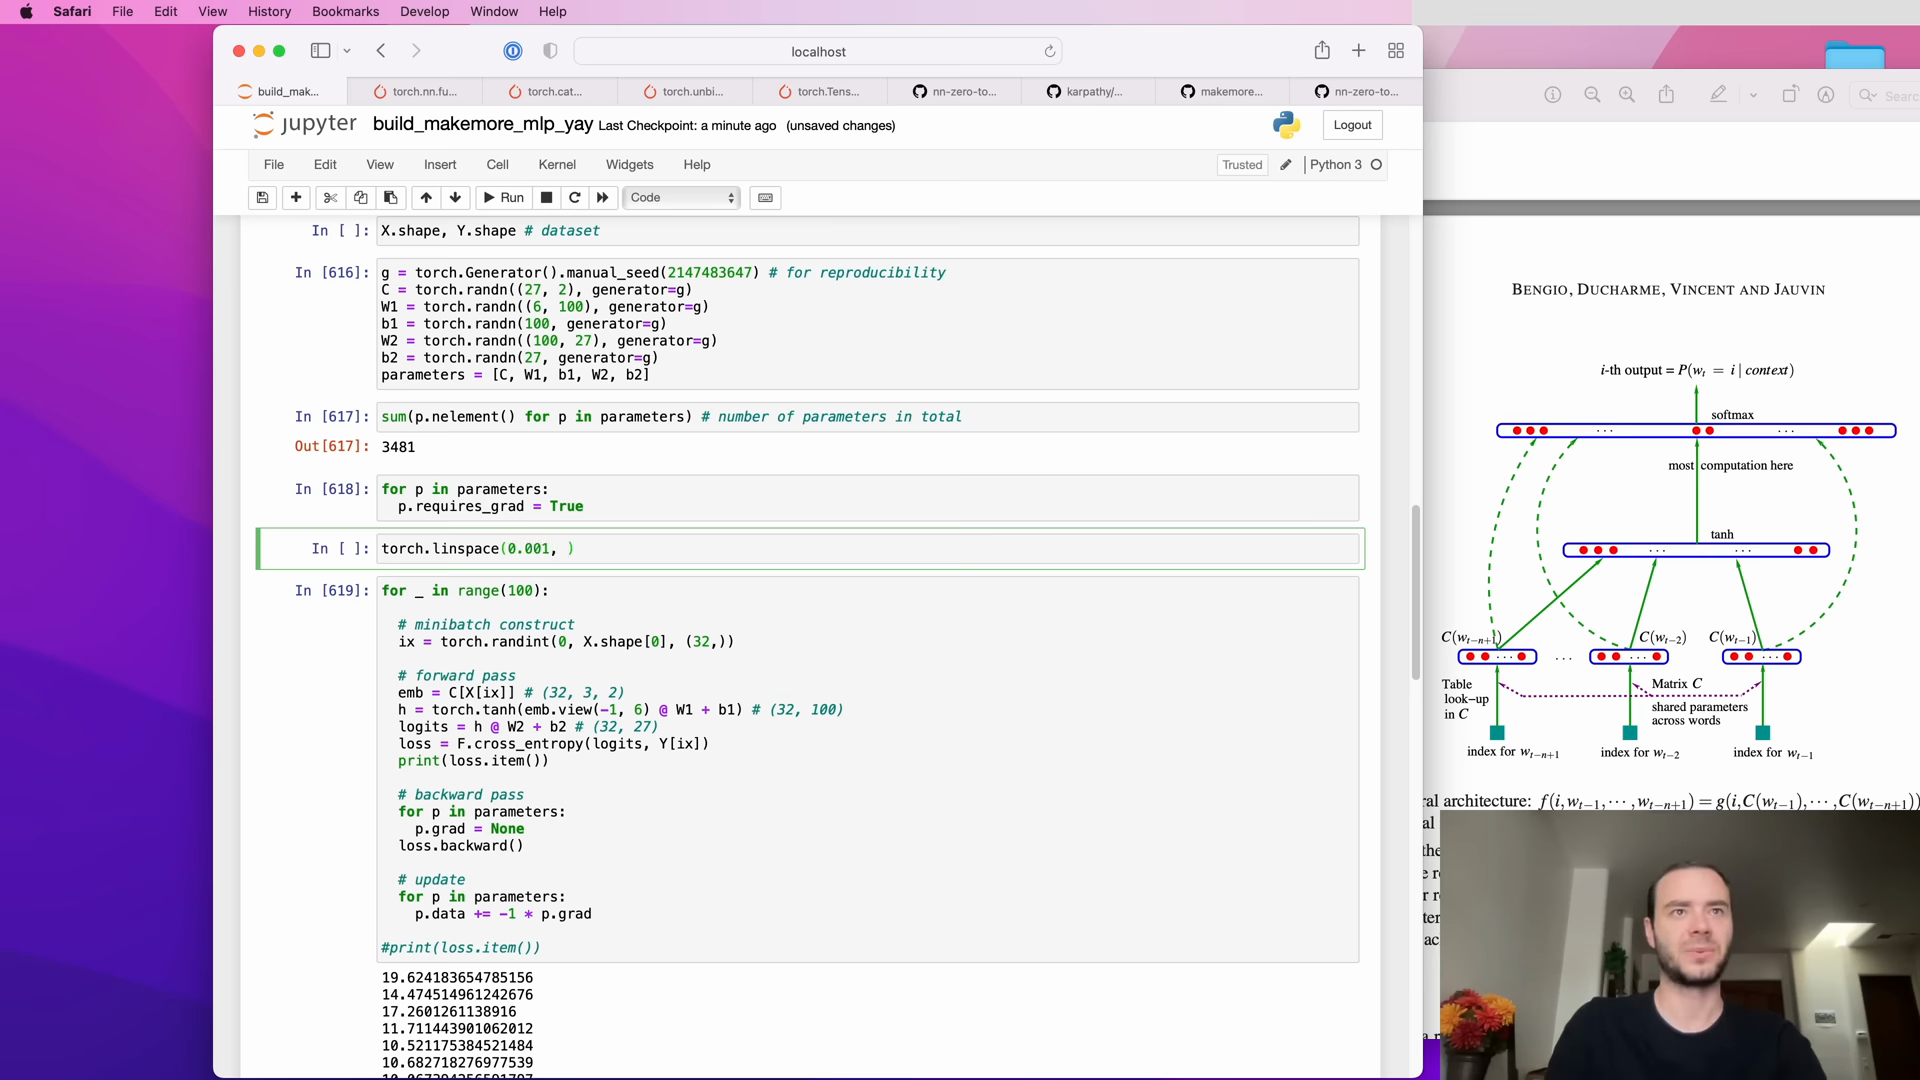 Safari File Edit View History Bookmarks Develop Window Help
localhost
build_mak... torch.nn.fu... torch.cat... torch.unbi... torch.Tens... nn-zero-to... karpathy/... makemore... nn-zero-to...
Search
jupyter build_makemore_mlp_yay Last Checkpoint: a minute ago (unsaved changes) Logout
File Edit View Insert Cell Kernel Widgets Help Trusted Python 3
Run Code
In [ ]: X.shape, Y.shape # dataset
In [616]: g = torch.Generator().manual_seed(2147483647) # for reproducibility
C = torch.randn((27, 2), generator=g)
W1 = torch.randn((6, 100), generator=g)
b1 = torch.randn(100, generator=g)
W2 = torch.randn((100, 27), generator=g)
b2 = torch.randn(27, generator=g)
parameters = [C, W1, b1, W2, b2]
In [617]: sum(p.nelement() for p in parameters) # number of parameters in total
Out[617]: 3481
In [618]: for p in parameters:
p.requires_grad = True
In [ ]: torch.linspace(0.001, )
In [619]: for _ in range(100):
# minibatch construct
ix = torch.randint(0, X.shape[0], (32,))
# forward pass
emb = C[X[ix]] # (32, 3, 2)
h = torch.tanh(emb.view(-1, 6) @ W1 + b1) # (32, 100)
logits = h @ W2 + b2 # (32, 27)
loss = F.cross_entropy(logits, Y[ix])
print(loss.item())
# backward pass
for p in parameters:
p.grad = None
loss.backward()
# update
for p in parameters:
p.data += -1 * p.grad
#print(loss.item())
19.624183654785156
14.474514961242676
17.2601261138916
11.711443901062012
10.521175384521484
10.682718276977539
BENGIO, DUCHARME, VINCENT AND JAUVIN
i-th output = P(w_t = i | context)
softmax
. . .
most computation here
tanh
C(w_{t−n+1}) C(w_{t−2}) C(w_{t−1})
Table look-up in C
Matrix C
shared parameters
across words
index for w_{t−n+1} index for w_{t−2} index for w_{t−1}
ral architecture: f(i,w_{t−1},⋯,w_{t−n+1}) = g(i,C(w_{t−1}),⋯,C(w_{t−n+1}))
al
the